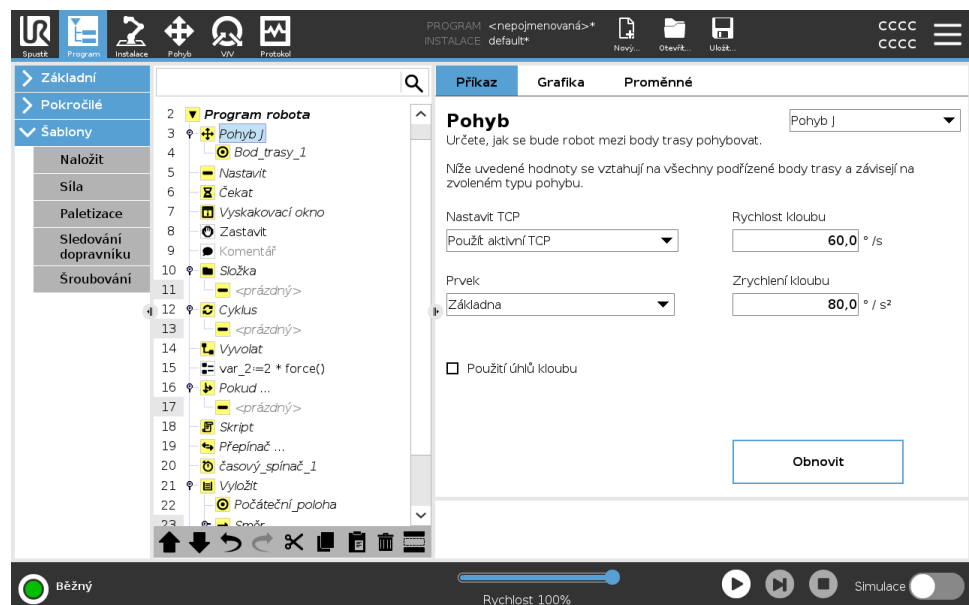 PROGRAM <nepojmenovaná>*
INSTALACE default*
Spustit
Program
Instalace
Pohyb
V/V
Protokol
Nový...
Otevřít...
Uložit...
CCCC
CCCC
Základní
Pokročilé
Šablony
Naložit
Síla
Paletizace
Sledování
dopravníku
Šroubování
2 Program robota
3 Pohyb J
4 Bod_trasy_1
5 Nastavit
6 Čekat
7 Vyskakovací okno
8 Zastavit
9 Komentář
10 Složka
11 <prázdný>
12 Cyklus
13 <prázdný>
14 Vyvolat
15 var_2:=2 * force()
16 Pokud ...
17 <prázdný>
18 Skript
19 Přepínač ...
20 časový_spínač_1
21 Vyložit
22 Počáteční_poloha
23 Směr
Příkaz
Grafika
Proměnné
Pohyb
Pohyb J
Určete, jak se bude robot mezi body trasy pohybovat.
Níže uvedené hodnoty se vztahují na všechny podřízené body trasy a závisejí na
zvoleném typu pohybu.
Nastavit TCP
Rychlost kloubu
Použít aktivní TCP
60,0 ° /s
Prvek
Zrychlení kloubu
Základna
80,0 ° / s²
Použití úhlů kloubu
Obnovit
Běžný
Rychlost 100%
Simulace